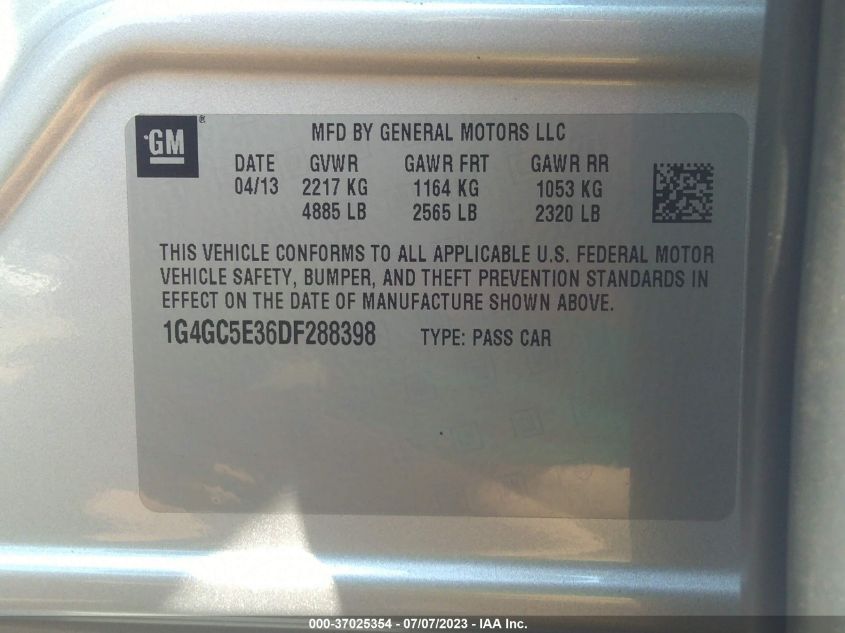 GM ®
MFD BY GENERAL MOTORS LLC
DATE GVWR GAWR FRT GAWR RR
04/13 2217 KG 1164 KG 1053 KG
4885 LB 2565 LB 2320 LB
THIS VEHICLE CONFORMS TO ALL APPLICABLE U.S. FEDERAL MOTOR
VEHICLE SAFETY, BUMPER, AND THEFT PREVENTION STANDARDS IN
EFFECT ON THE DATE OF MANUFACTURE SHOWN ABOVE.
1G4GC5E36DF288398 TYPE: PASS CAR
000-37025354 - 07/07/2023 - IAA Inc.